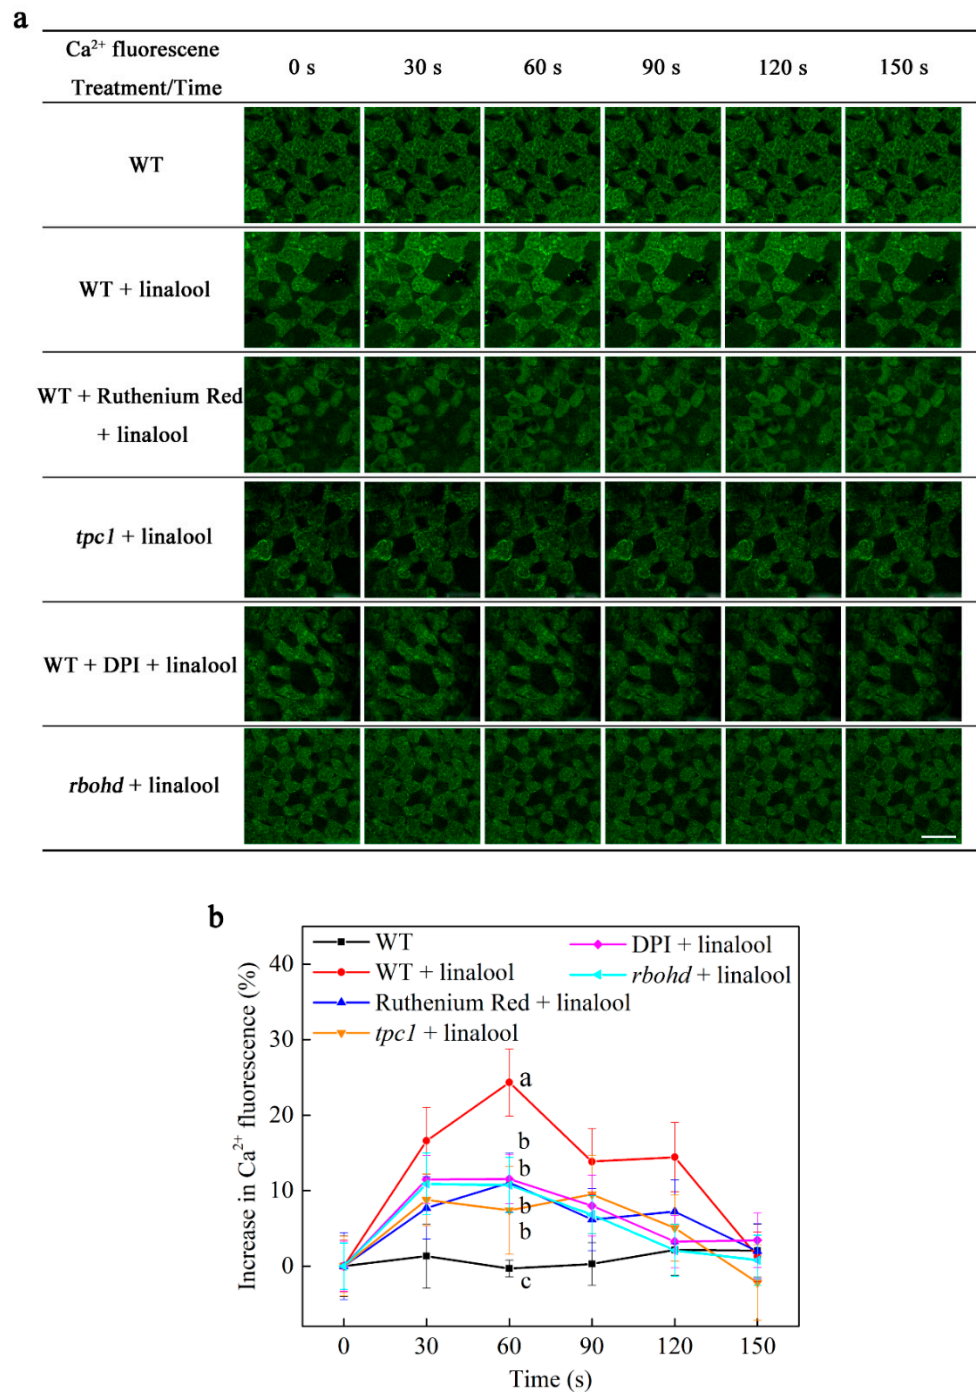 a
Ca²⁺ fluorescene
Treatment/Time
0 s 30 s 60 s 90 s 120 s 150 s
WT
WT + linalool
WT + Ruthenium Red
+ linalool
tpc1 + linalool
WT + DPI + linalool
rbohd + linalool
b
WT
WT + linalool
Ruthenium Red + linalool
tpc1 + linalool
DPI + linalool
rbohd + linalool
Increase in Ca²⁺ fluorescence (%)
40
30
20
10
0
a
b
b
b
b
c
0 30 60 90 120 150
Time (s)